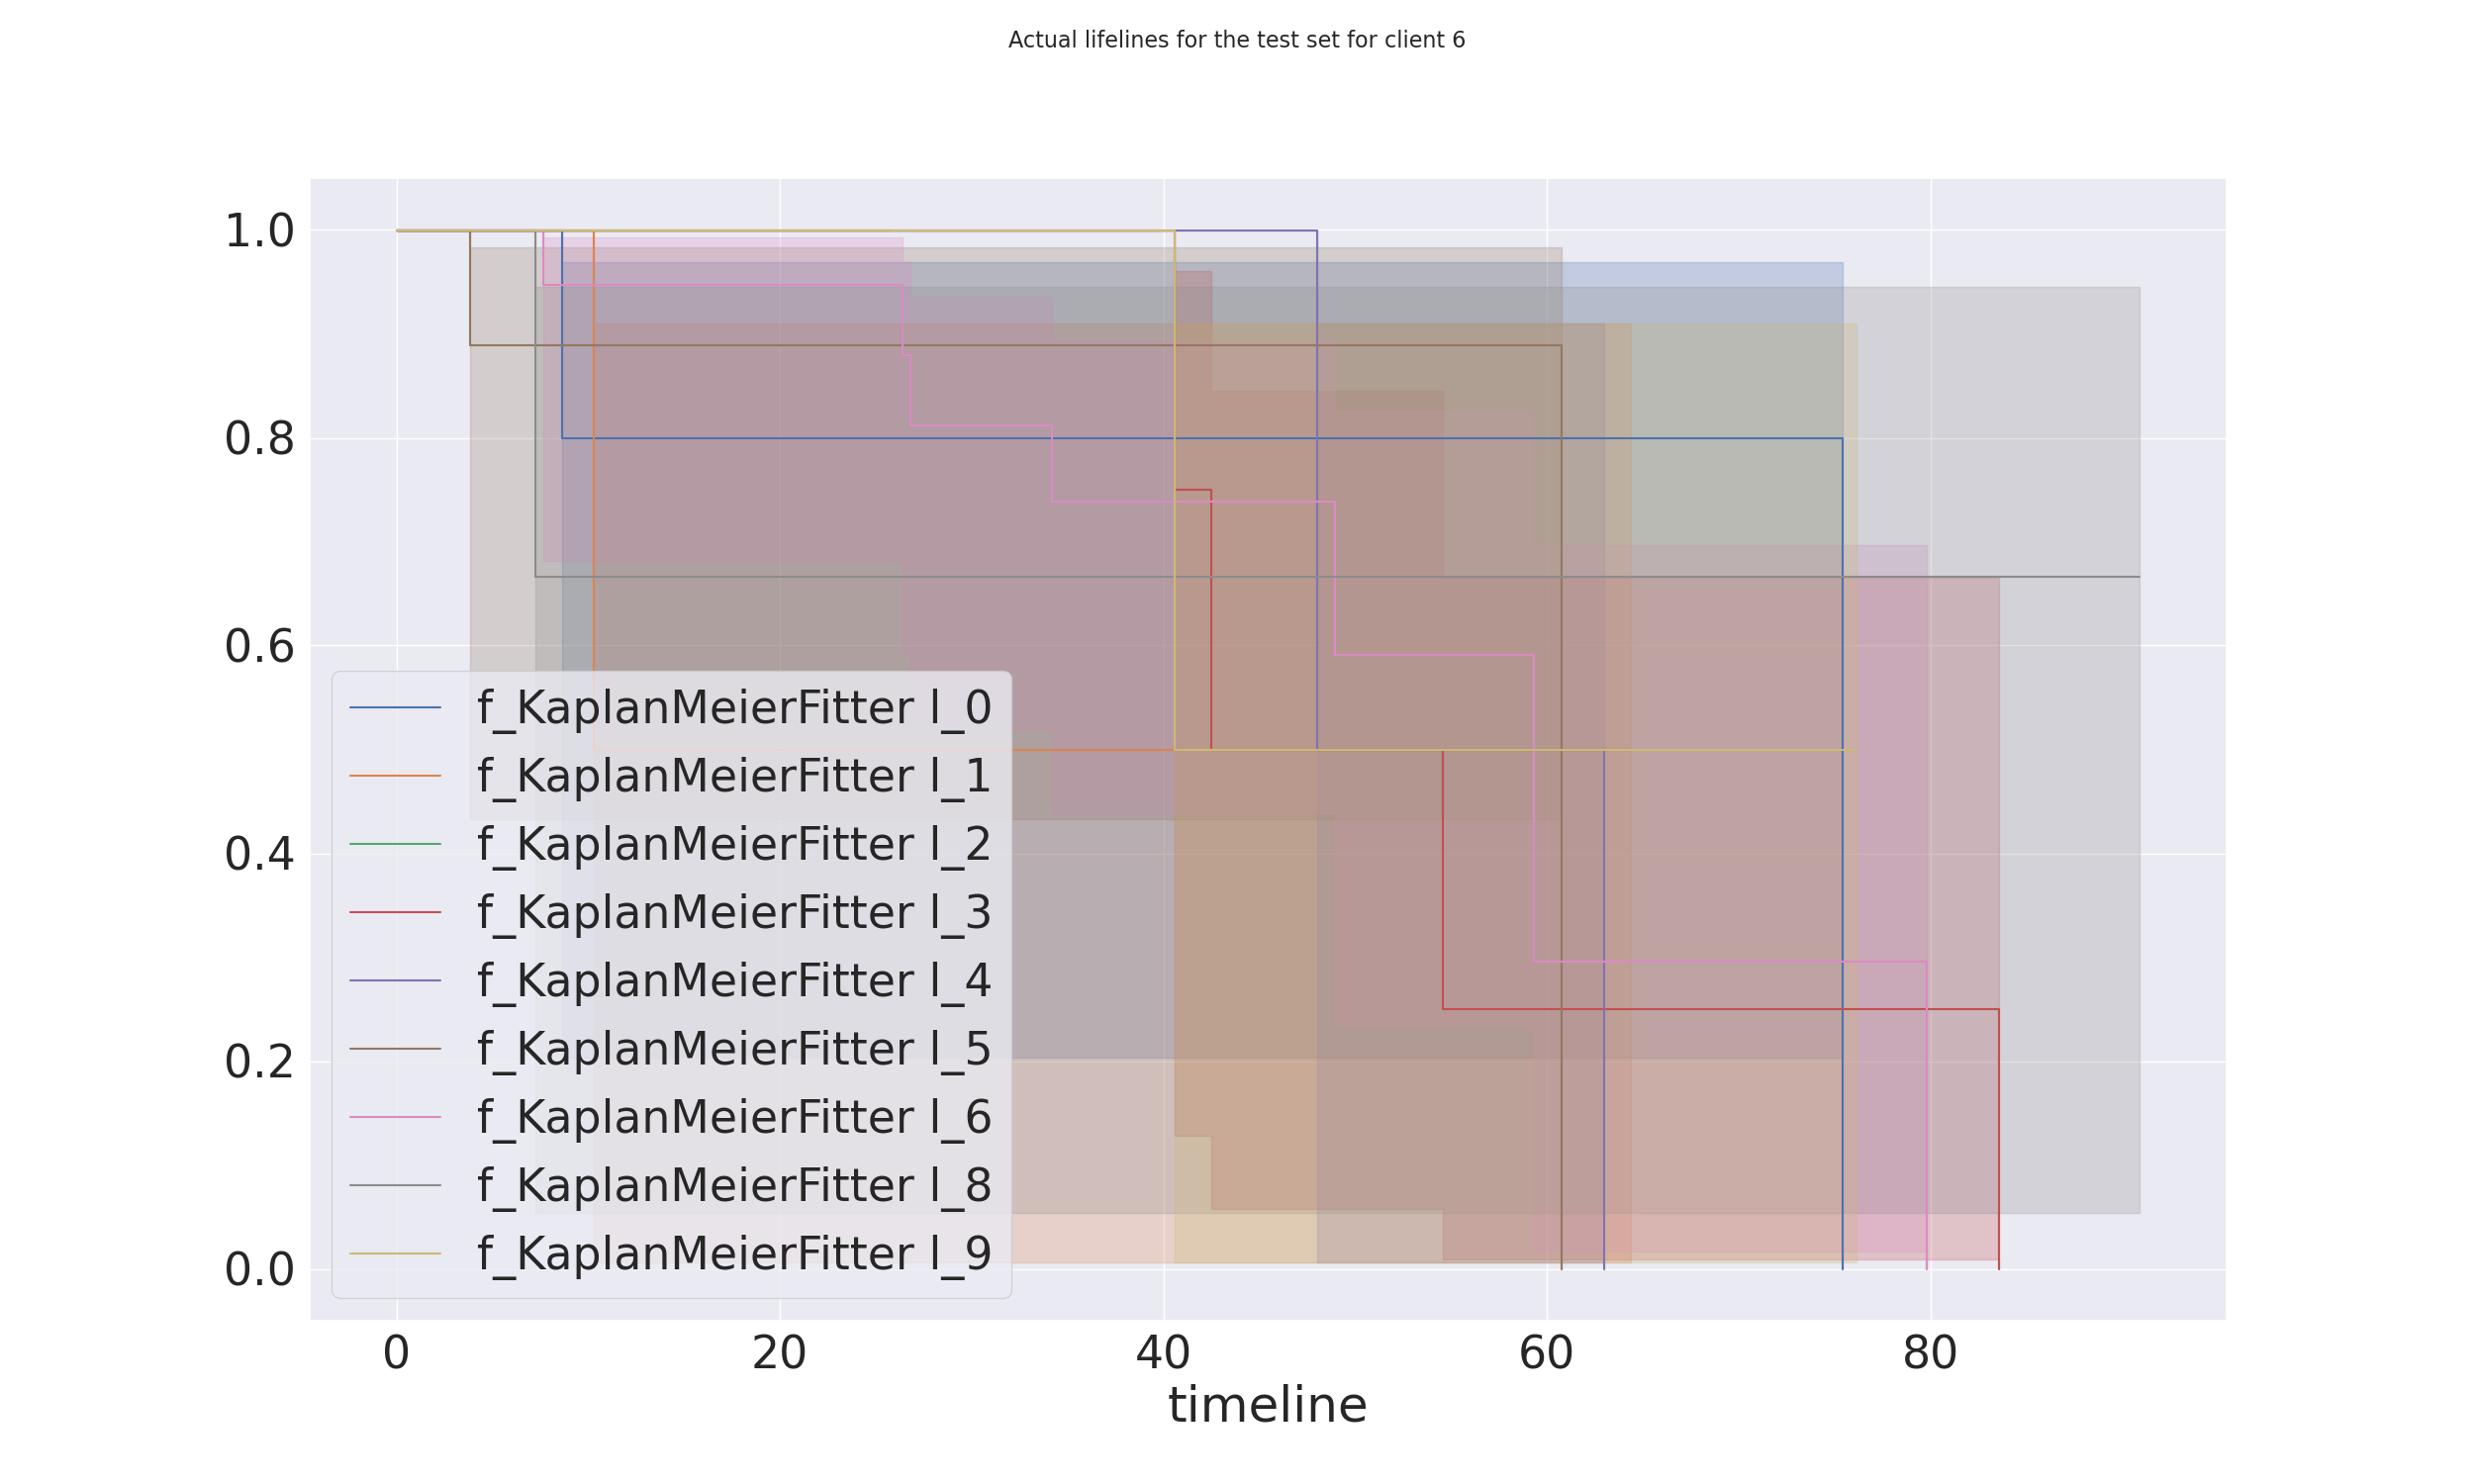 Actual lifelines for the test set for client 6
1.0
0.8
0.6
0.4
0.2
0.0
f_KaplanMeierFitter l_0
f_KaplanMeierFitter l_1
f_KaplanMeierFitter l_2
f_KaplanMeierFitter l_3
f_KaplanMeierFitter l_4
f_KaplanMeierFitter l_5
f_KaplanMeierFitter l_6
f_KaplanMeierFitter l_8
f_KaplanMeierFitter l_9
0 20 40 60 80
timeline